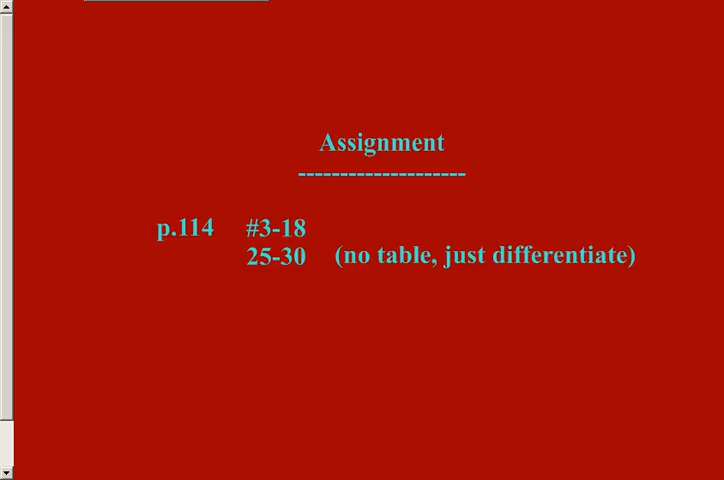 Assignment
--------------------
p.114 #3-18
25-30 (no table, just differentiate)